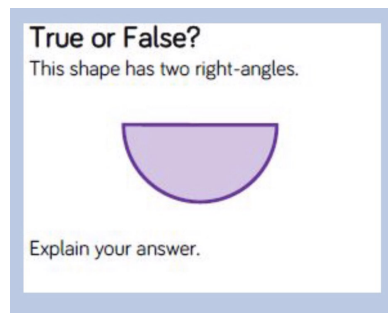 True or False?
This shape has two right-angles.
Explain your answer.